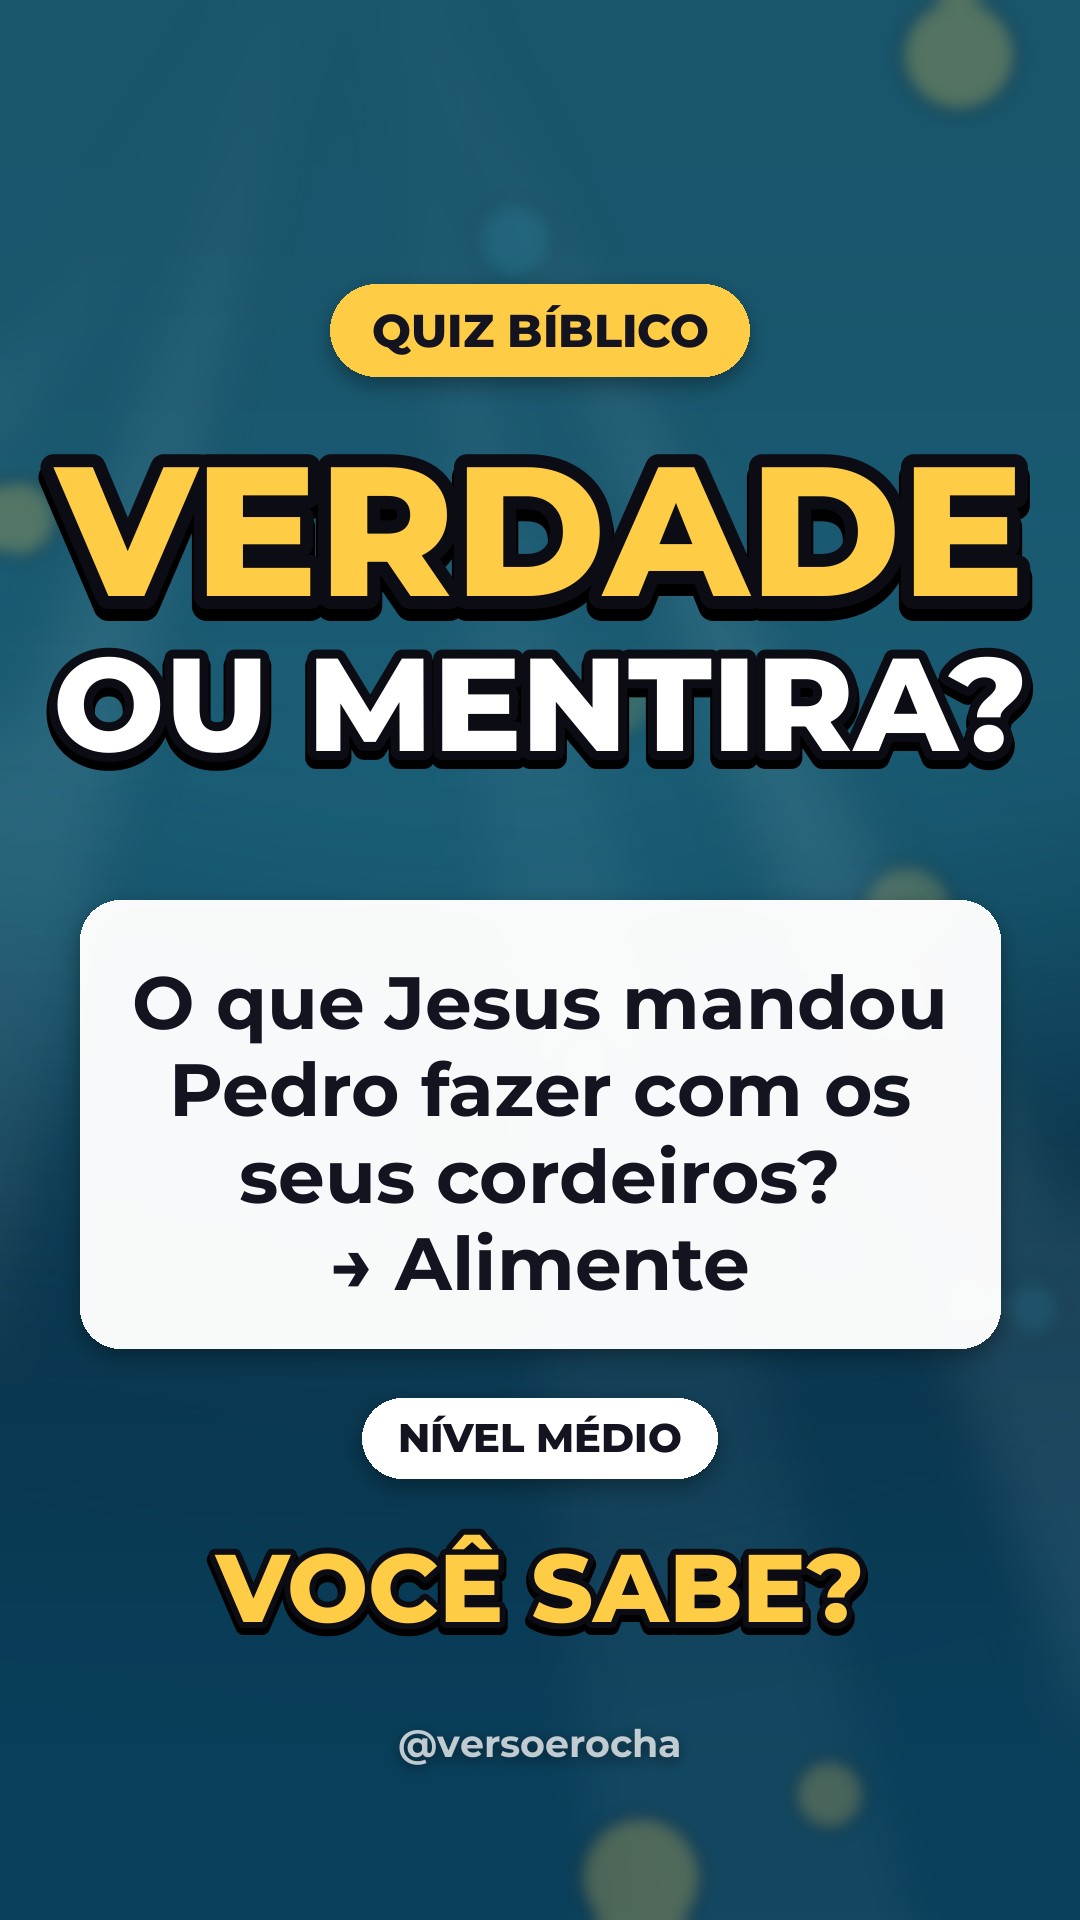 QUIZ BÍBLICO
VERDADE
OU MENTIRA?
O que Jesus mandou
Pedro fazer com os
seus cordeiros?
→ Alimente
NÍVEL MÉDIO
VOCÊ SABE?
@versoerocha